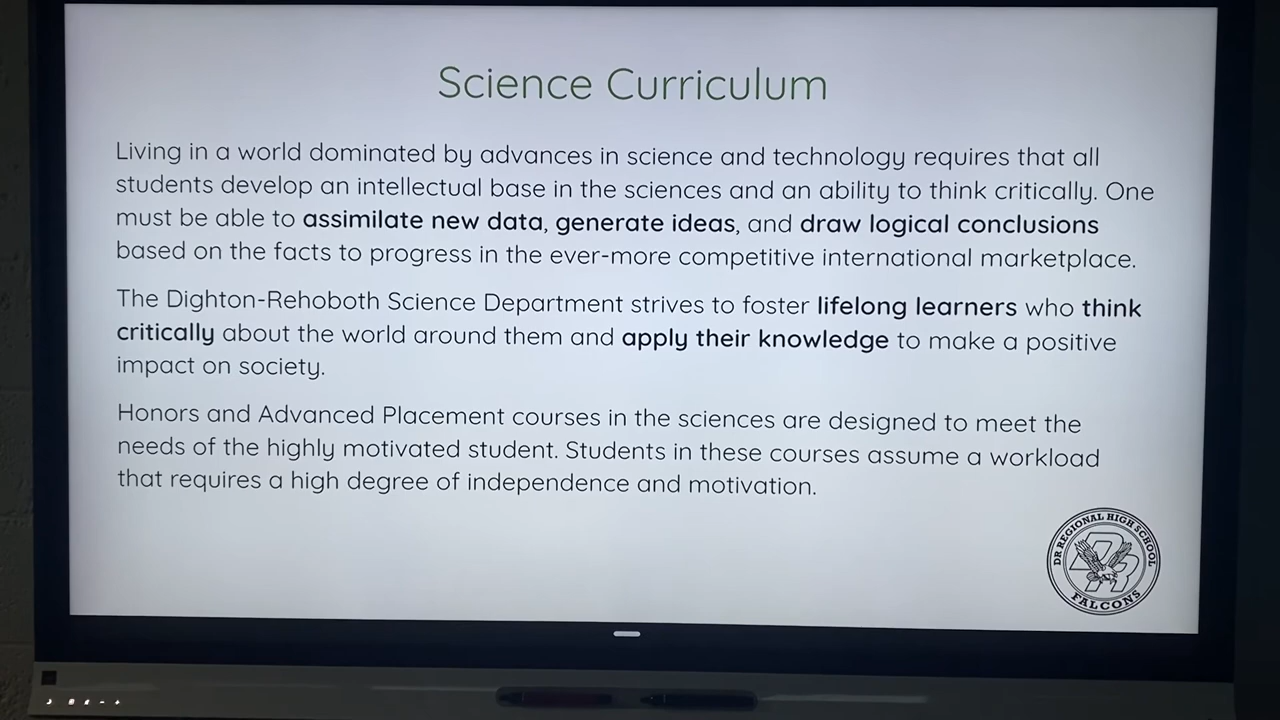 Science Curriculum
Living in a world dominated by advances in science and technology requires that all
students develop an intellectual base in the sciences and an ability to think critically. One
must be able to assimilate new data, generate ideas, and draw logical conclusions
based on the facts to progress in the ever-more competitive international marketplace.
The Dighton-Rehoboth Science Department strives to foster lifelong learners who think
critically about the world around them and apply their knowledge to make a positive
impact on society.
Honors and Advanced Placement courses in the sciences are designed to meet the
needs of the highly motivated student. Students in these courses assume a workload
that requires a high degree of independence and motivation.
DR REGIONAL HIGH SCHOOL
DR
FALCONS